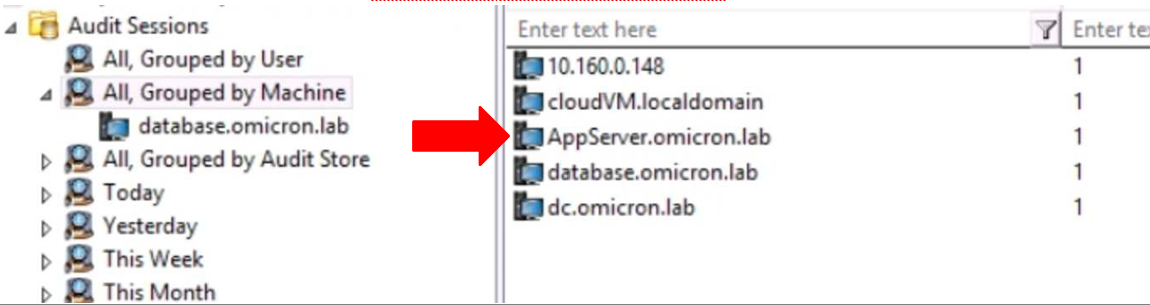 Audit Sessions
All, Grouped by User
All, Grouped by Machine
database.omicron.lab
All, Grouped by Audit Store
Today
Yesterday
This Week
This Month
Enter text here
Enter
10.160.0.148 1
cloudVM.localdomain 1
AppServer.omicron.lab 1
database.omicron.lab 1
dc.omicron.lab 1